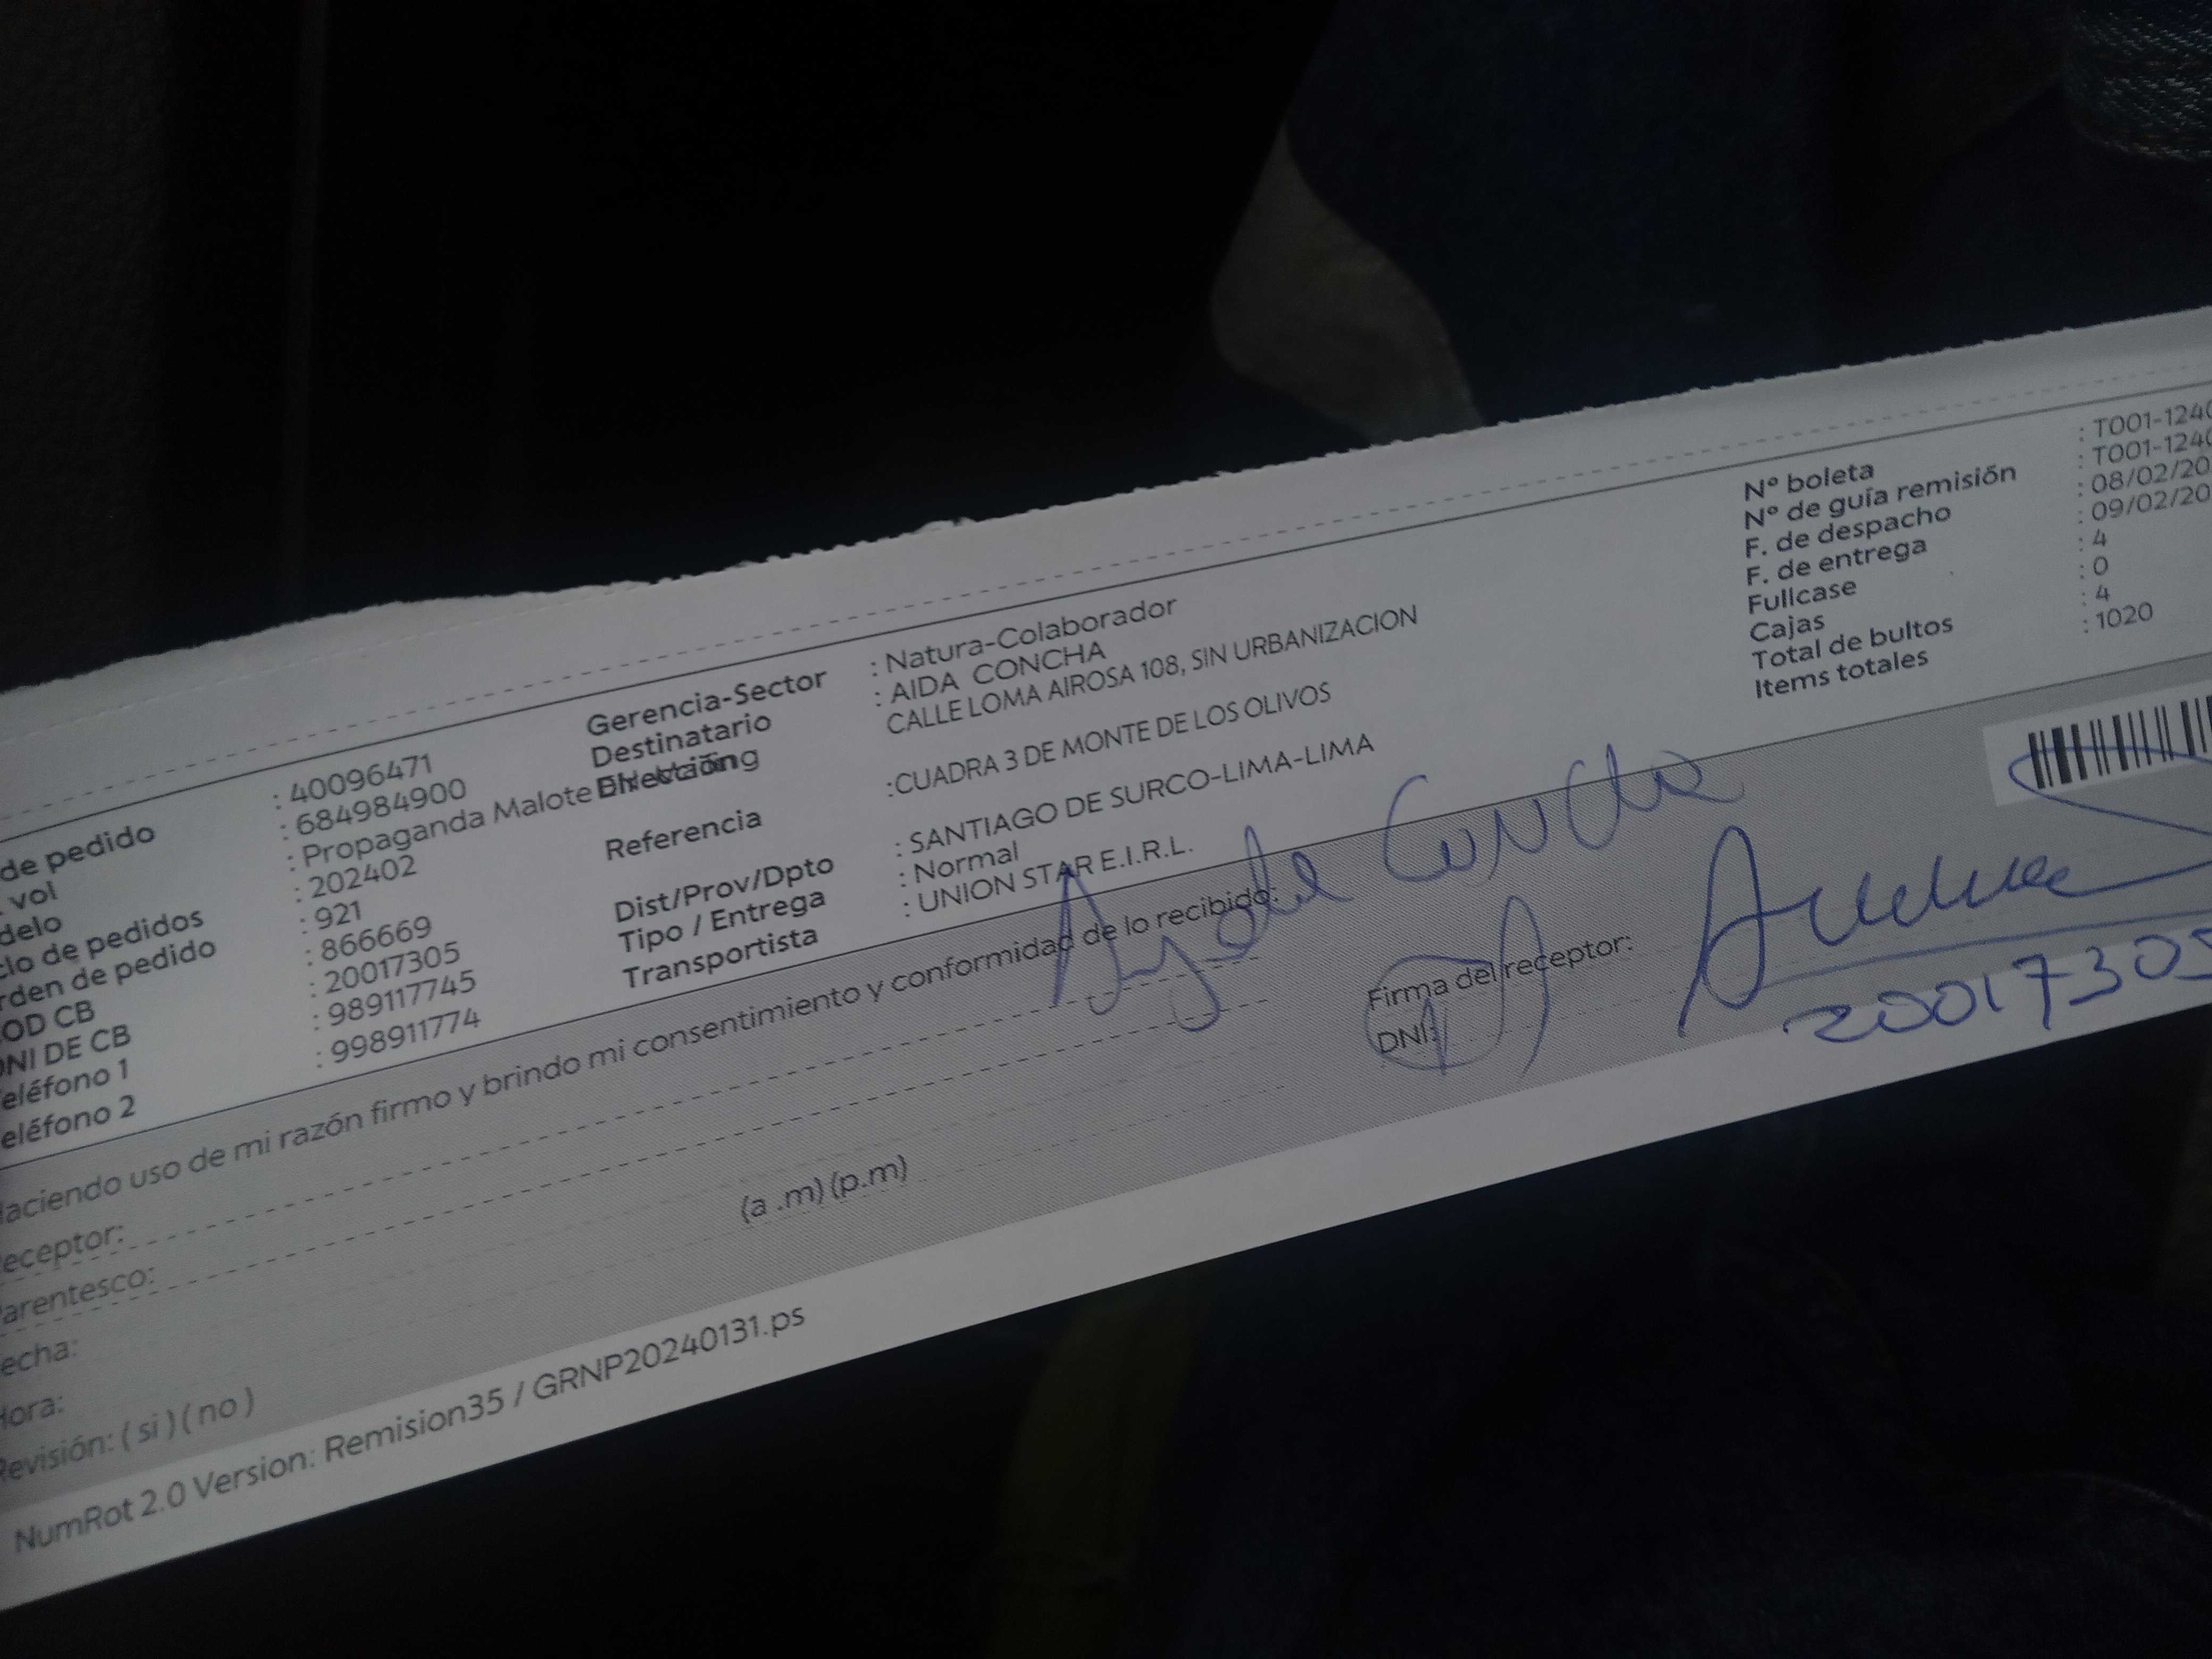 de pedido : 40096471
. vol : 684984900
delo : Propaganda Malote
clo de pedidos : 202402
rden de pedido : 921
OD CB : 866669
DNI DE CB : 20017305
eléfono 1 : 989117745
eléfono 2 : 998911774
Gerencia-Sector : Natura-Colaborador
Destinatario : AIDA CONCHA
Dirección CALLE LOMA AIROSA 108, SIN URBANIZACION
Referencia :CUADRA 3 DE MONTE DE LOS OLIVOS
Dist/Prov/Dpto : SANTIAGO DE SURCO-LIMA-LIMA
Tipo / Entrega : Normal
Transportista : UNION STAR E.I.R.L.
Nº boleta : T001-124
Nº de guía remisión : T001-124
F. de despacho : 08/02/20
F. de entrega : 09/02/20
Fullcase : 4
Cajas : 0
Total de bultos : 4
Items totales : 1020
Haciendo uso de mi razón firmo y brindo mi consentimiento y conformidad de lo recibido:
eceptor: Concha
Parentesco:
echa:
Hora: (a .m) (p.m)
Revisión: ( si ) ( no )
Firma del receptor:
DNI: 20017305
NumRot 2.0 Version: Remision35 / GRNP20240131.ps